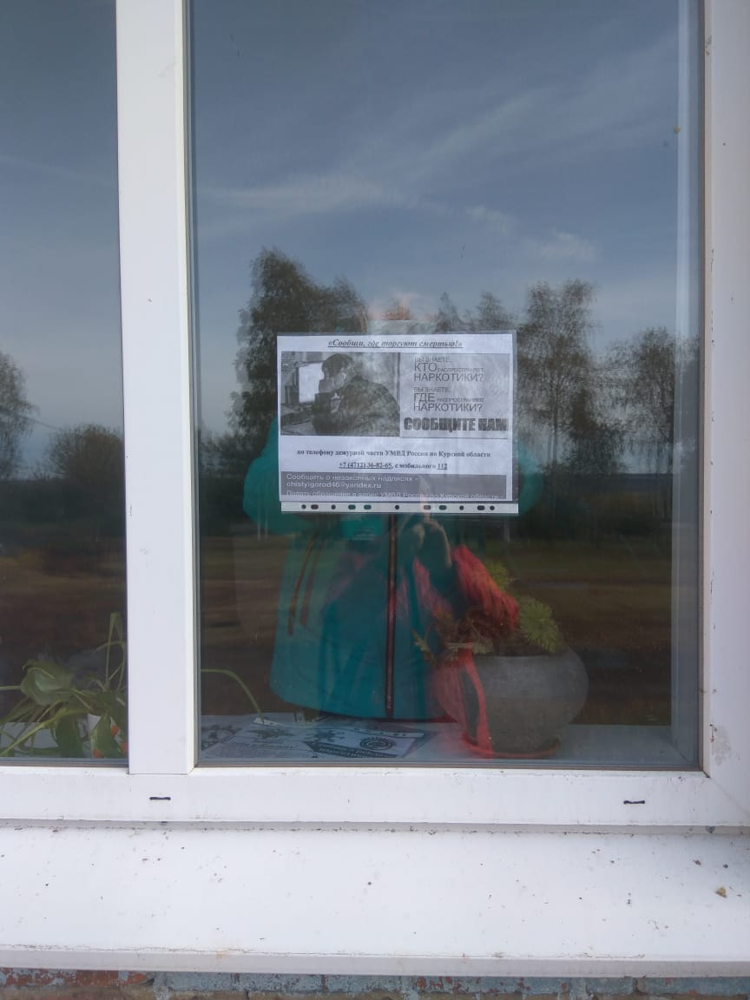 «Сообщи, где торгуют смертью!»
ВЫ ЗНАЕТЕ,
КТО РАСПРОСТРАНЯЕТ
НАРКОТИКИ?
ВЫ ЗНАЕТЕ,
ГДЕ РАСПРОСТРАНЯЮТ
НАРКОТИКИ?
СООБЩИТЕ НАМ
по телефону дежурной части УМВД России по Курской области
+7 (4712) 36-82-65, с мобильного 112
Сообщить о незаконных надписях -
chistyigorod46@yandex.ru
Подать обращение в адрес УМВД России по Курской области